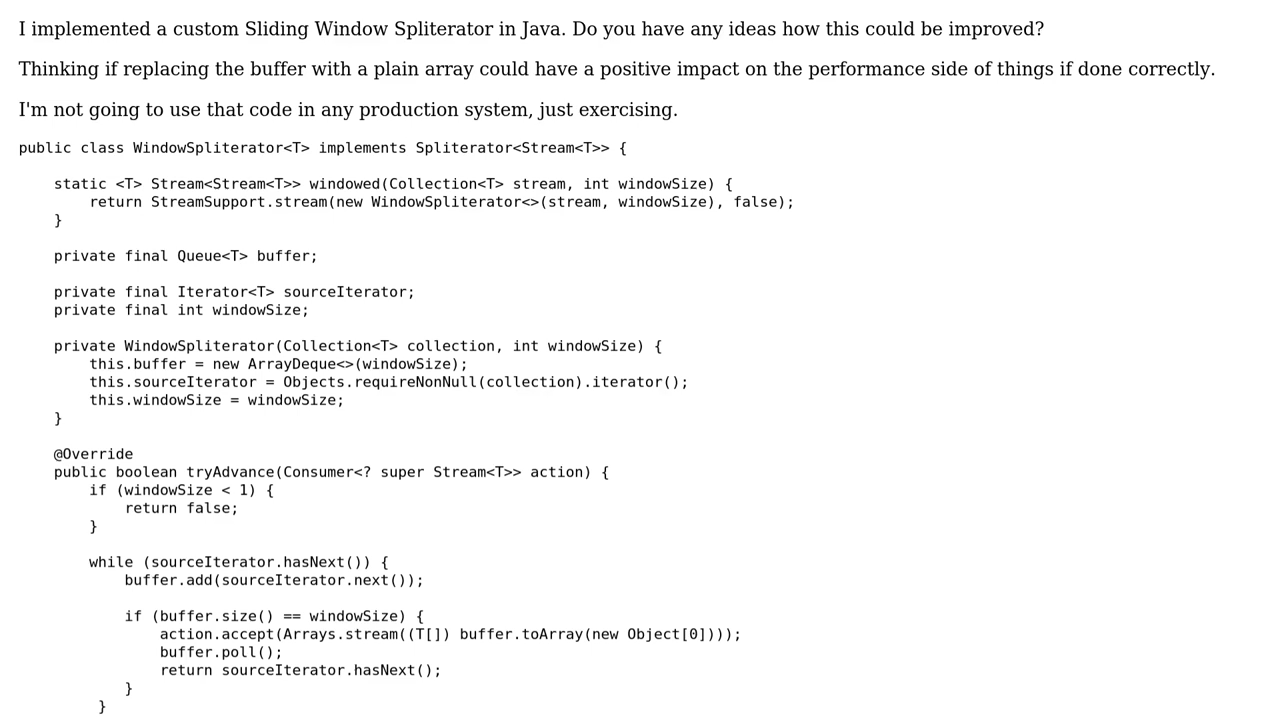 I implemented a custom Sliding Window Spliterator in Java. Do you have any ideas how this could be improved?
Thinking if replacing the buffer with a plain array could have a positive impact on the performance side of things if done correctly.
I'm not going to use that code in any production system, just exercising.
public class WindowSpliterator<T> implements Spliterator<Stream<T>> {
    static <T> Stream<Stream<T>> windowed(Collection<T> stream, int windowSize) {
        return StreamSupport.stream(new WindowSpliterator<>(stream, windowSize), false);
    }
    private final Queue<T> buffer;
    private final Iterator<T> sourceIterator;
    private final int windowSize;
    private WindowSpliterator(Collection<T> collection, int windowSize) {
        this.buffer = new ArrayDeque<>(windowSize);
        this.sourceIterator = Objects.requireNonNull(collection).iterator();
        this.windowSize = windowSize;
    }
    @Override
    public boolean tryAdvance(Consumer<? super Stream<T>> action) {
        if (windowSize < 1) {
            return false;
        }
        while (sourceIterator.hasNext()) {
            buffer.add(sourceIterator.next());
            if (buffer.size() == windowSize) {
                action.accept(Arrays.stream((T[]) buffer.toArray(new Object[0])));
                buffer.poll();
                return sourceIterator.hasNext();
            }
         }